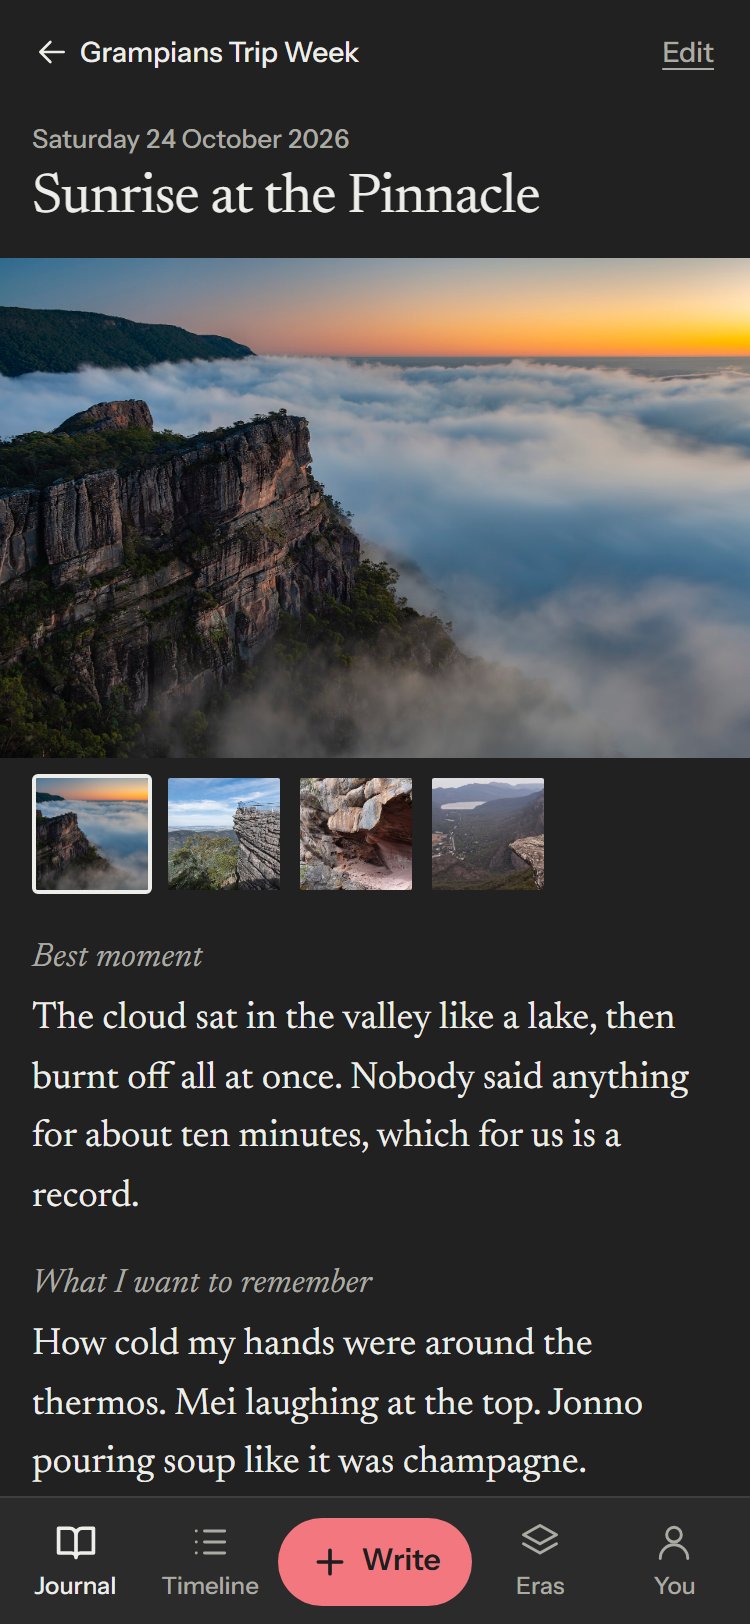 Grampians Trip Week
Edit
Saturday 24 October 2026
Sunrise at the Pinnacle
Best moment
The cloud sat in the valley like a lake, then
burnt off all at once. Nobody said anything
for about ten minutes, which for us is a
record.
What I want to remember
How cold my hands were around the
thermos. Mei laughing at the top. Jonno
pouring soup like it was champagne.
Journal
Timeline
Write
Eras
You